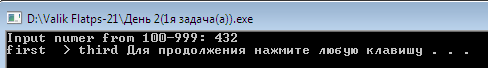 D:\Valik Flatps-21\День 2(1я задача(а)).exe
Input numer from 100-999: 432
first  > third Для продолжения нажмите любую клавишу . . .